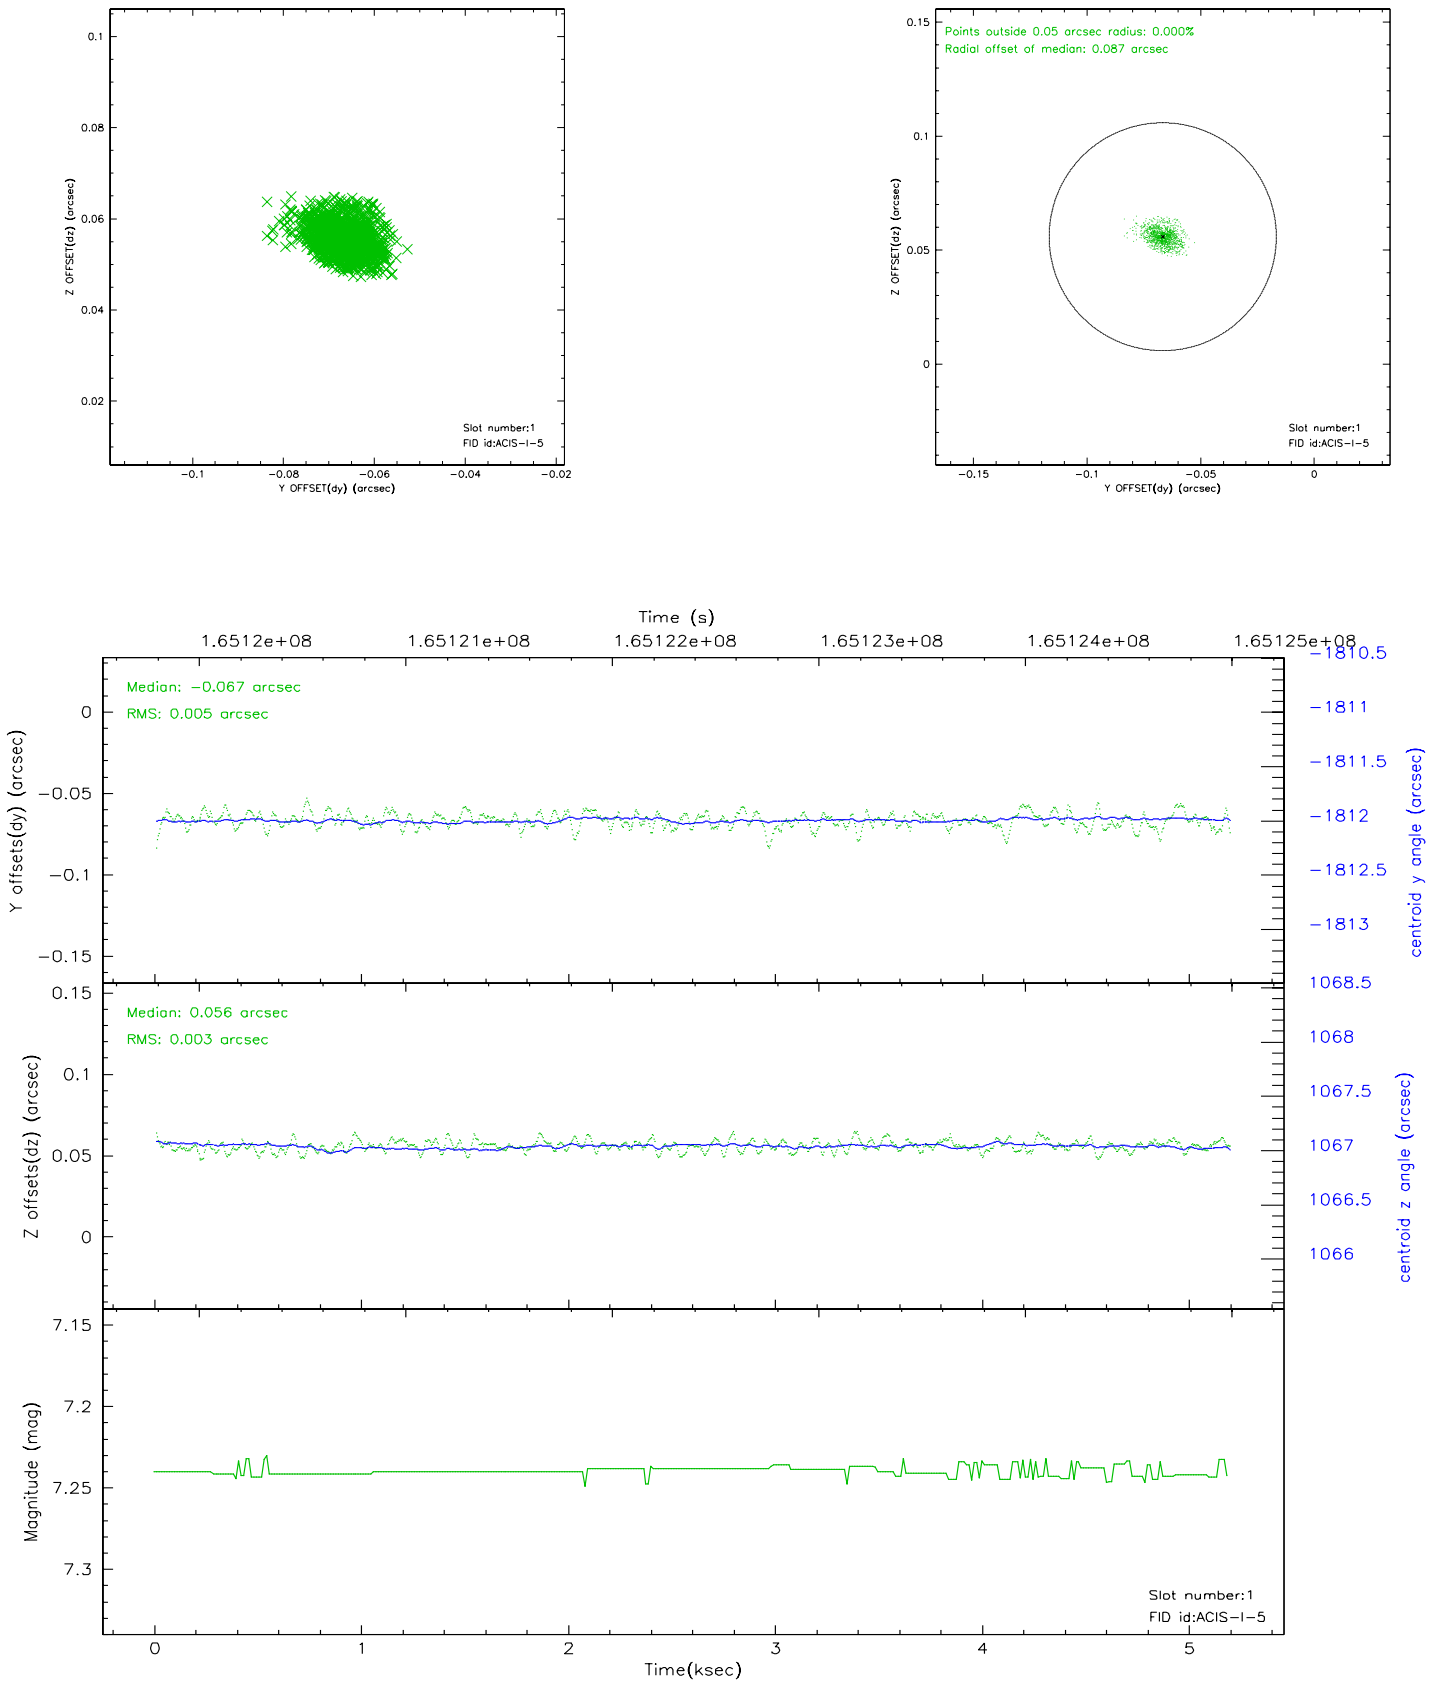 0.1
0.08
0.06
0.04
0.02
Z OFFSET(dz) (arcsec)
Slot number:1
FID id:ACIS-I-5
-0.1 -0.08 -0.06 -0.04 -0.02
Y OFFSET(dy) (arcsec)
Points outside 0.05 arcsec radius: 0.000%
Radial offset of median: 0.087 arcsec
0.15
0.1
0.05
0
Z OFFSET(dz) (arcsec)
Slot number:1
FID id:ACIS-I-5
-0.15 -0.1 -0.05 0
Y OFFSET(dy) (arcsec)
Time (s)
1.6512e+08 1.65121e+08 1.65122e+08 1.65123e+08 1.65124e+08 1.65125e+08
Median: -0.067 arcsec
RMS: 0.005 arcsec
0
-0.05
-0.1
-0.15
Y offsets(dy) (arcsec)
-1810.5
-1811
-1811.5
-1812
-1812.5
-1813
centroid y angle (arcsec)
Median: 0.056 arcsec
RMS: 0.003 arcsec
0.15
0.1
0.05
0
Z offsets(dz) (arcsec)
1068.5
1068
1067.5
1067
1066.5
1066
centroid z angle (arcsec)
7.15
7.2
7.25
7.3
Magnitude (mag)
Slot number:1
FID id:ACIS-I-5
0 1 2 3 4 5
Time(ksec)